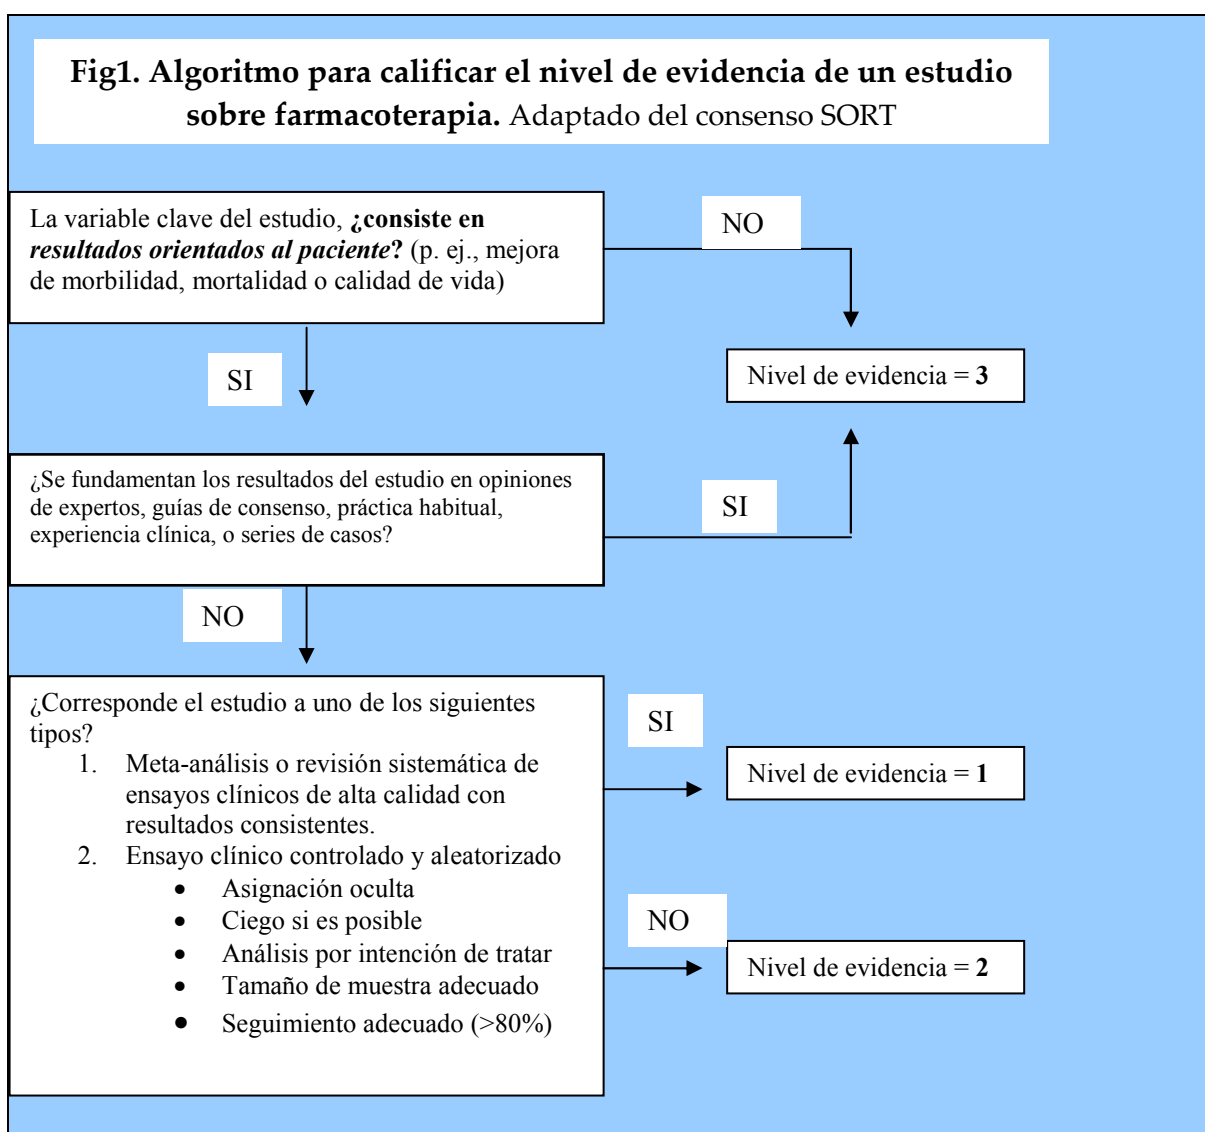 Fig1. Algoritmo para calificar el nivel de evidencia de un estudio
sobre farmacoterapia. Adaptado del consenso SORT
La variable clave del estudio, ¿consiste en
resultados orientados al paciente? (p. ej., mejora
de morbilidad, mortalidad o calidad de vida)
NO
SI
Nivel de evidencia = 3
¿Se fundamentan los resultados del estudio en opiniones
de expertos, guías de consenso, práctica habitual,
experiencia clínica, o series de casos?
SI
NO
¿Corresponde el estudio a uno de los siguientes
tipos?
1. Meta-análisis o revisión sistemática de
ensayos clínicos de alta calidad con
resultados consistentes.
2. Ensayo clínico controlado y aleatorizado
• Asignación oculta
• Ciego si es posible
• Análisis por intención de tratar
• Tamaño de muestra adecuado
• Seguimiento adecuado (>80%)
SI
Nivel de evidencia = 1
NO
Nivel de evidencia = 2